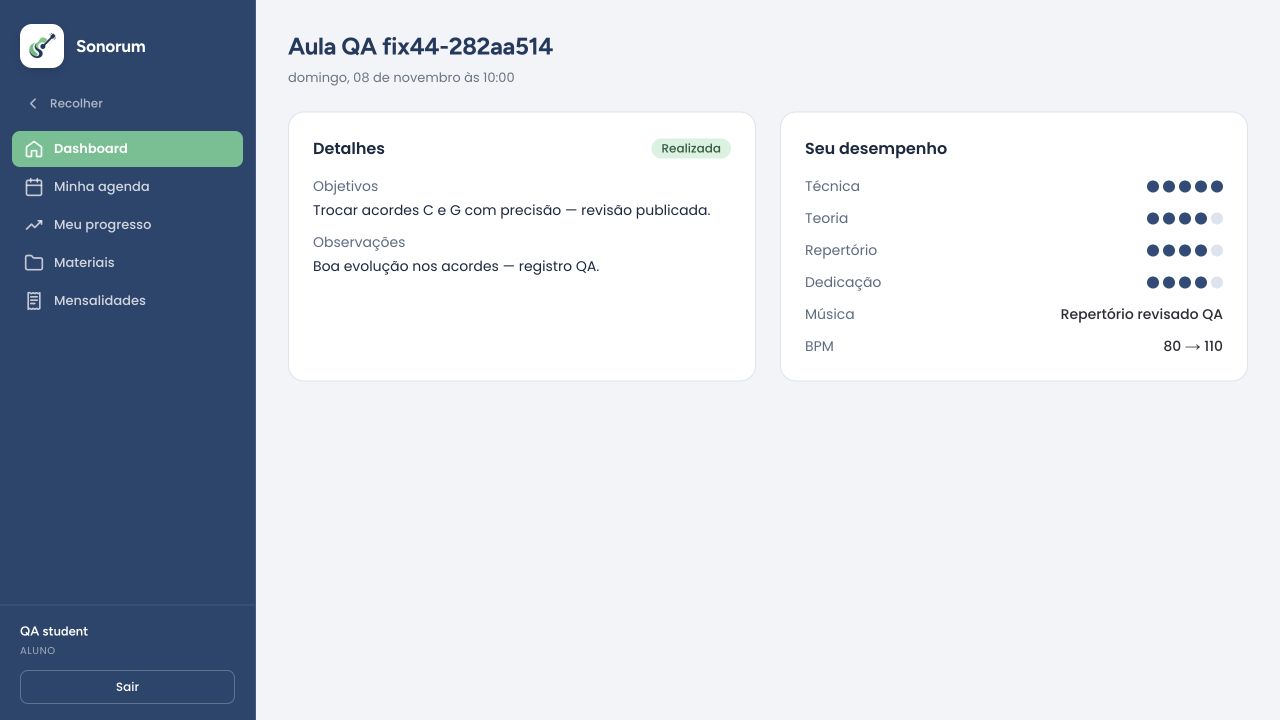 Sonorum
Recolher
Dashboard
Minha agenda
Meu progresso
Materiais
Mensalidades
QA student
ALUNO
Sair
Aula QA fix44-282aa514
domingo, 08 de novembro às 10:00
Detalhes
Realizada
Objetivos
Trocar acordes C e G com precisão — revisão publicada.
Observações
Boa evolução nos acordes — registro QA.
Seu desempenho
Técnica
Teoria
Repertório
Dedicação
Música Repertório revisado QA
BPM 80 → 110